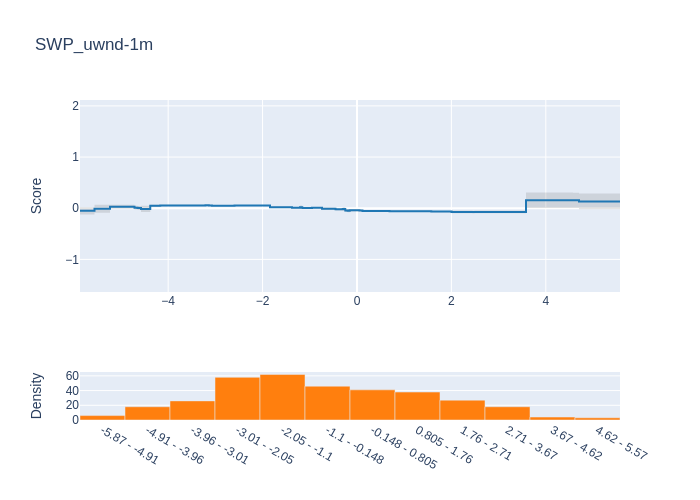 SWP_uwnd-1m
Score
2
1
0
−1
−4
−2
0
2
4
Density
60
40
20
0
-5.87 - -4.91
-4.91 - -3.96
-3.96 - -3.01
-3.01 - -2.05
-2.05 - -1.1
-1.1 - -0.148
-0.148 - 0.805
0.805 - 1.76
1.76 - 2.71
2.71 - 3.67
3.67 - 4.62
4.62 - 5.57